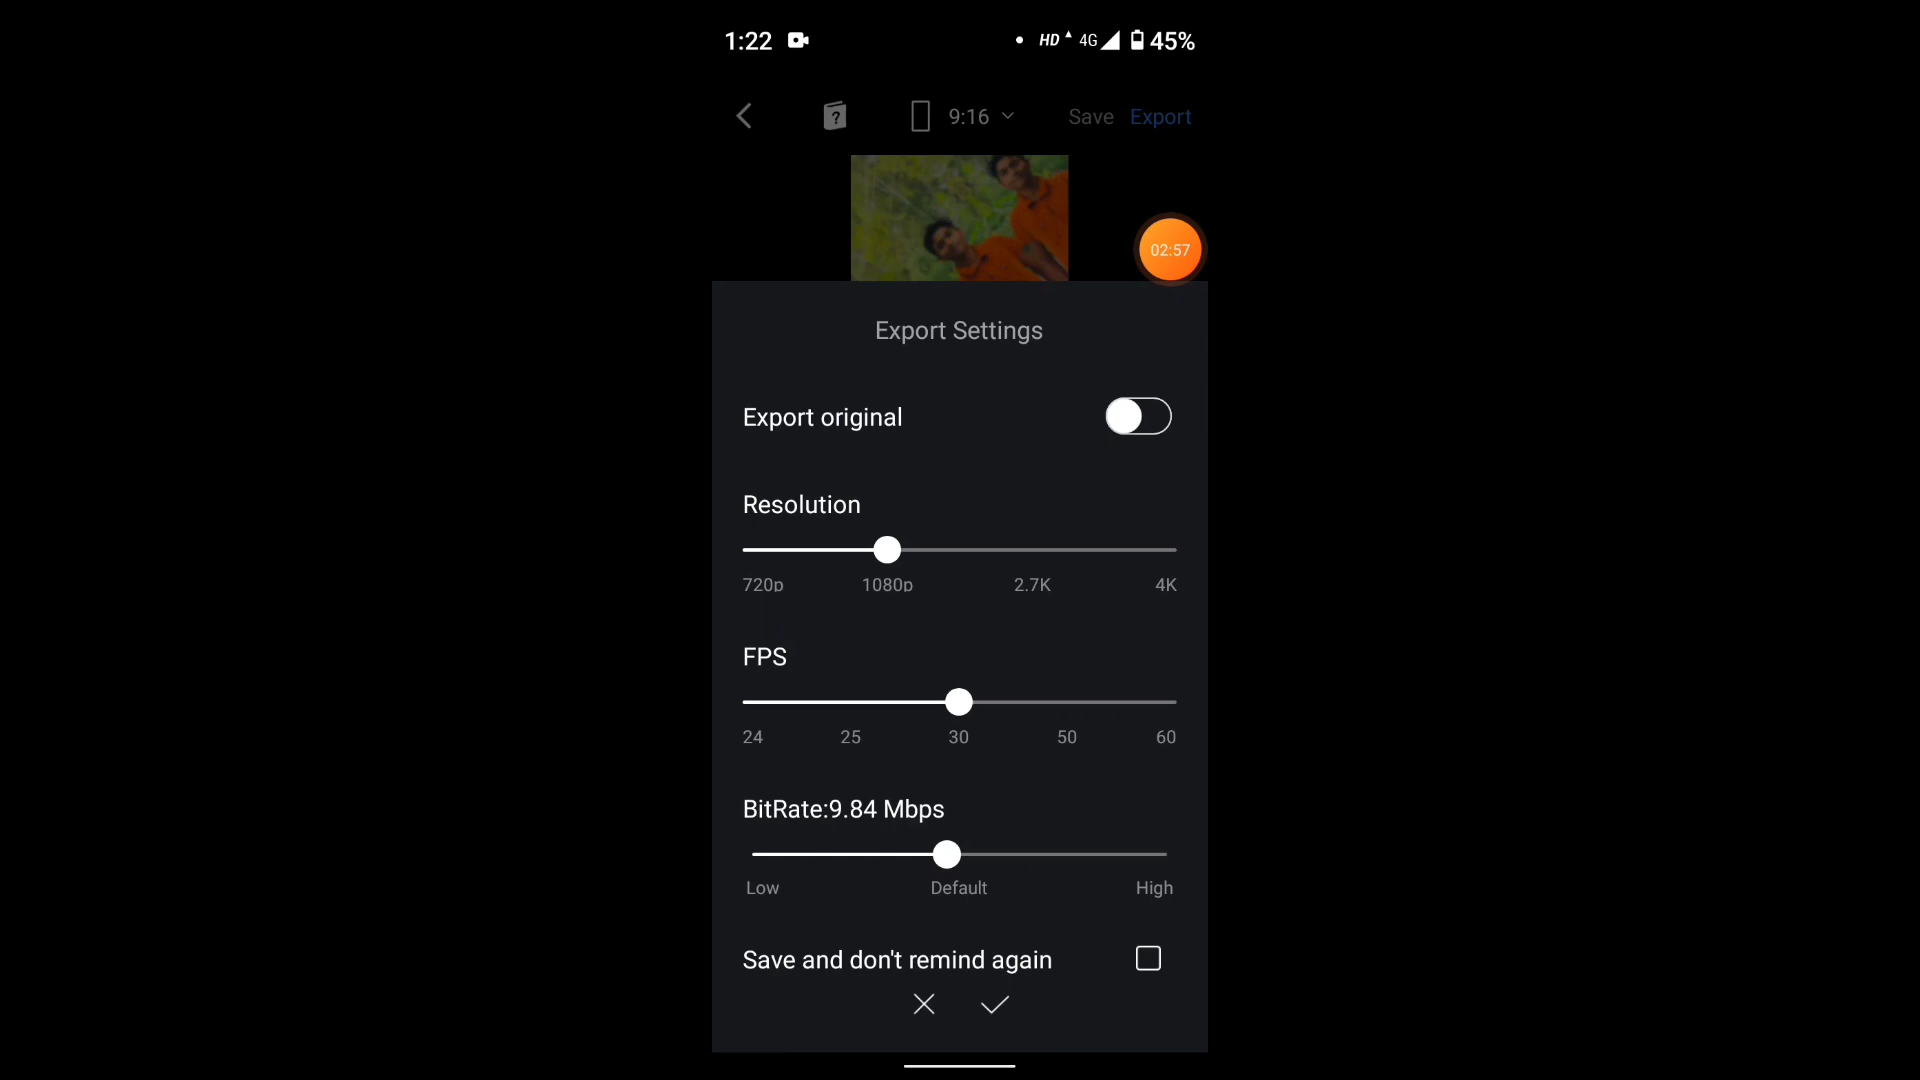 1:22 HD 4G 45%
? 9:16 Save Export
02:57
Export Settings
Export original
Resolution
720p 1080p 2.7K 4K
FPS
24 25 30 50 60
BitRate:9.84 Mbps
Low Default High
Save and don't remind again